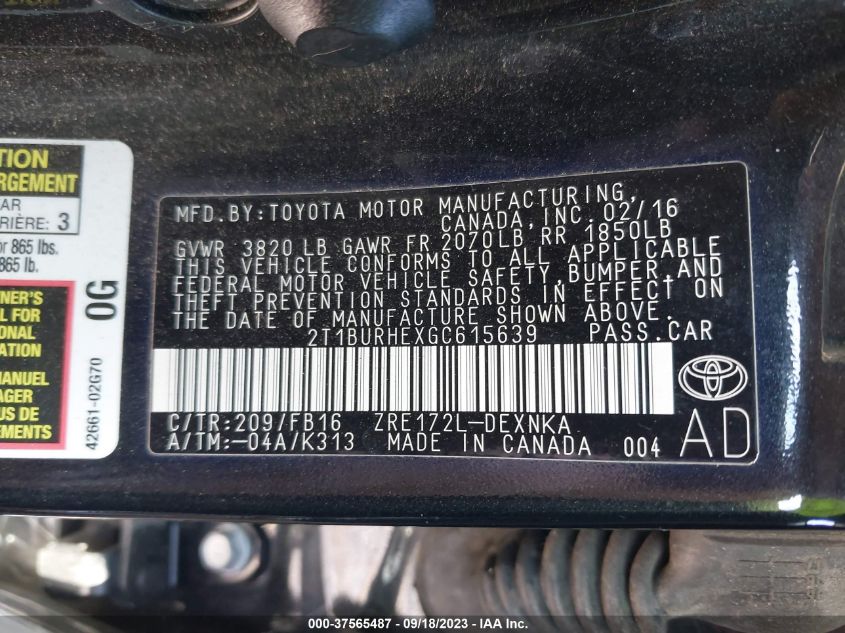 TION
RGEMENT
AR
RIÈRE: 3
or 865 lbs.
865 lb.
NER'S
L FOR
IONAL
MATION
MANUEL
AGER
US DE
0G
42661-02G70
MFD.BY:TOYOTA MOTOR MANUFACTURING,
CANADA, INC. 02/16
GVWR 3820 LB GAWR FR 2070LB RR 1850LB
THIS VEHICLE CONFORMS TO ALL APPLICABLE
FEDERAL MOTOR VEHICLE SAFETY,BUMPER,AND
THEFT PREVENTION STANDARDS IN EFFECT ON
THE DATE OF MANUFACTURE SHOWN ABOVE.
2T1BURHEXGC615639 PASS.CAR
C/TR:209/FB16 ZRE172L-DEXNKA
A/TM:-04A/K313 MADE IN CANADA 004
AD
000-37565487 - 09/18/2023 - IAA Inc.